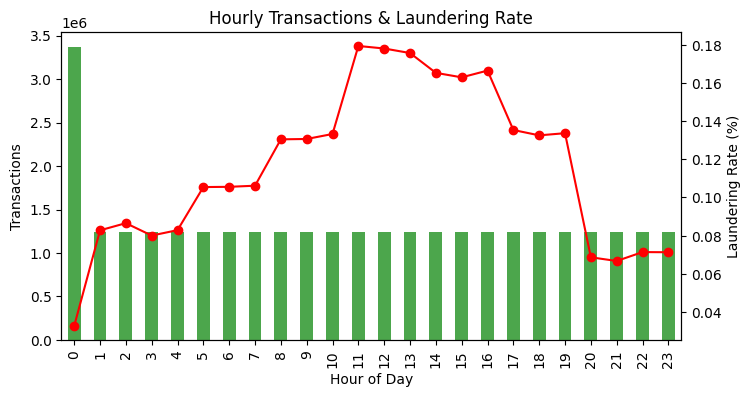 Hourly Transactions & Laundering Rate
1e6
3.5
3.0
2.5
2.0
1.5
1.0
0.5
0.0
Transactions
0.18
0.16
0.14
0.12
0.10
0.08
0.06
0.04
Laundering Rate (%)
0 1 2 3 4 5 6 7 8 9 10 11 12 13 14 15 16 17 18 19 20 21 22 23
Hour of Day